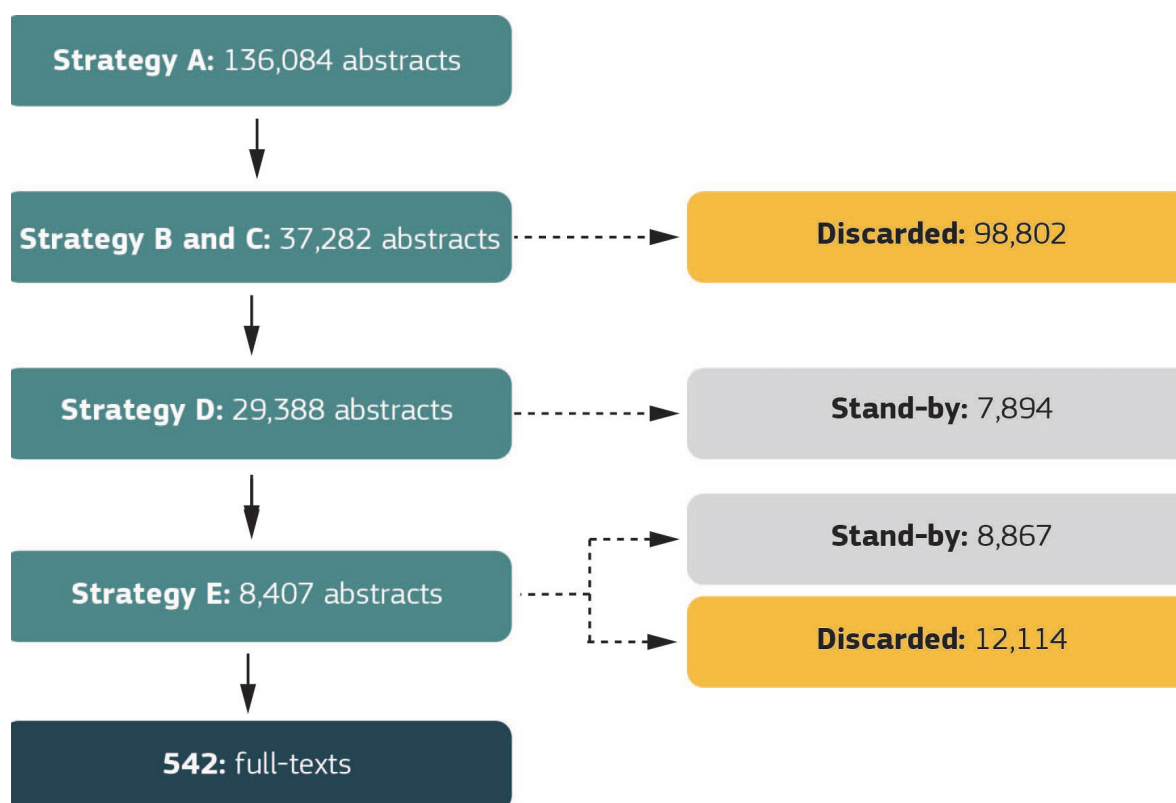 Strategy A: 136,084 abstracts
Strategy B and C: 37,282 abstracts
Discarded: 98,802
Strategy D: 29,388 abstracts
Stand-by: 7,894
Stand-by: 8,867
Strategy E: 8,407 abstracts
Discarded: 12,114
542: full-texts